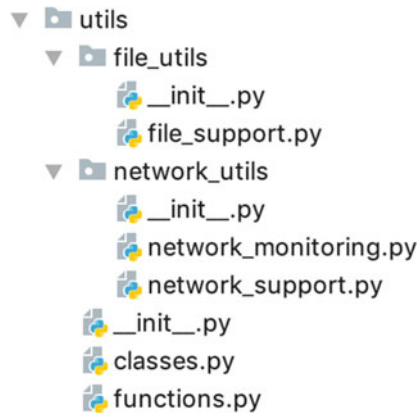 utils
file_utils
__init__.py
file_support.py
network_utils
__init__.py
network_monitoring.py
network_support.py
__init__.py
classes.py
functions.py